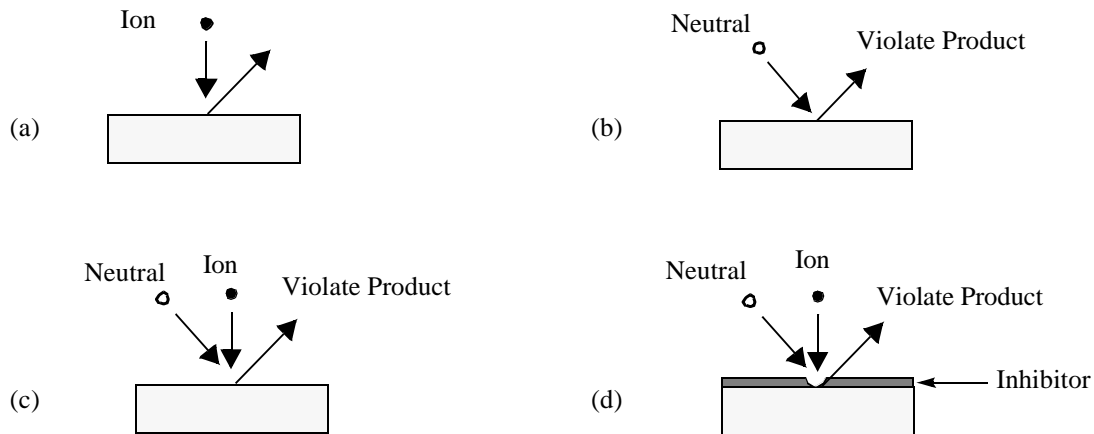 Ion
(a)
Neutral
Violate Product
(b)
Neutral
Ion
Violate Product
(c)
Neutral
Ion
Violate Product
Inhibitor
(d)